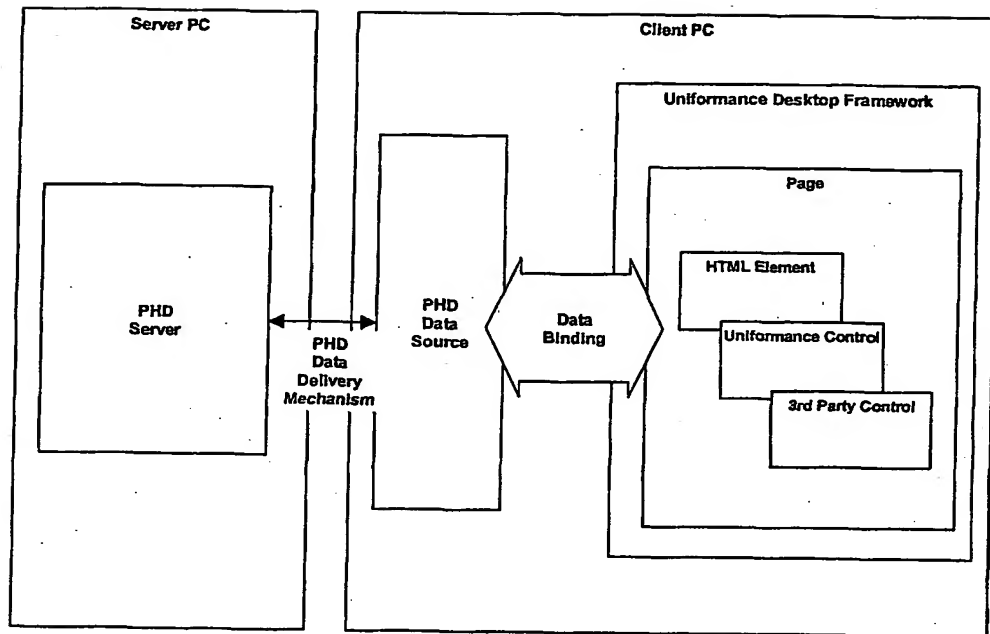 Server PC
Client PC
Uniformance Desktop Framework
Page
HTML Element
Uniformance Control
3rd Party Control
PHD
Server
PHD
Data
Delivery
Mechanism
PHD
Data
Source
Data
Binding